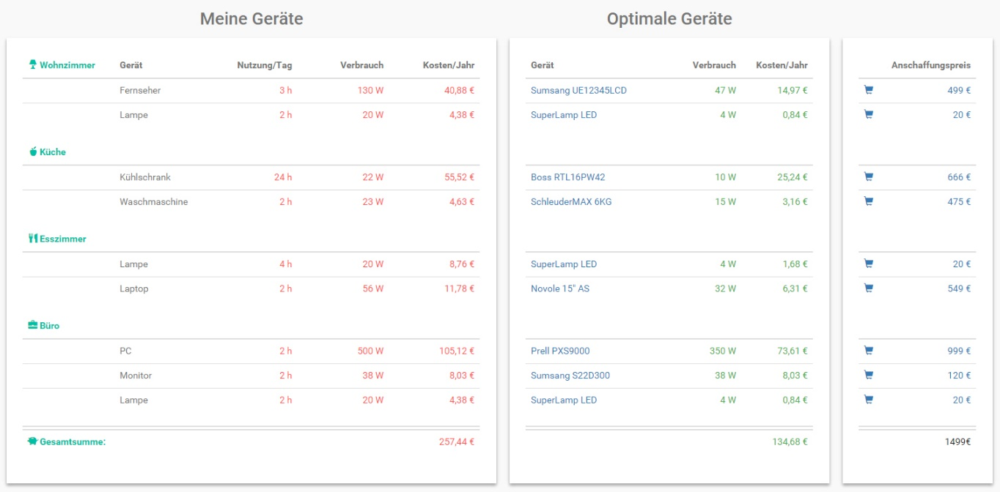 Meine Geräte Optimale Geräte
Wohnzimmer Gerät Nutzung/Tag Verbrauch Kosten/Jahr Gerät Verbrauch Kosten/Jahr Anschaffungspreis
Fernseher 3 h 130 W 40,88 € Sumsang UE12345LCD 47 W 14,97 € 499 €
Lampe 2 h 20 W 4,38 € SuperLamp LED 4 W 0,84 € 20 €
Küche
Kühlschrank 24 h 22 W 55,52 € Boss RTL16PW42 10 W 25,24 € 666 €
Waschmaschine 2 h 23 W 4,63 € SchleuderMAX 6KG 15 W 3,16 € 475 €
Esszimmer
Lampe 4 h 20 W 8,76 € SuperLamp LED 4 W 1,68 € 20 €
Laptop 2 h 56 W 11,78 € Novole 15" AS 32 W 6,31 € 549 €
Büro
PC 2 h 500 W 105,12 € Prell PXS9000 350 W 73,61 € 999 €
Monitor 2 h 38 W 8,03 € Sumsang S22D300 38 W 8,03 € 120 €
Lampe 2 h 20 W 4,38 € SuperLamp LED 4 W 0,84 € 20 €
Gesamtsumme: 257,44 € 134,68 € 1499€